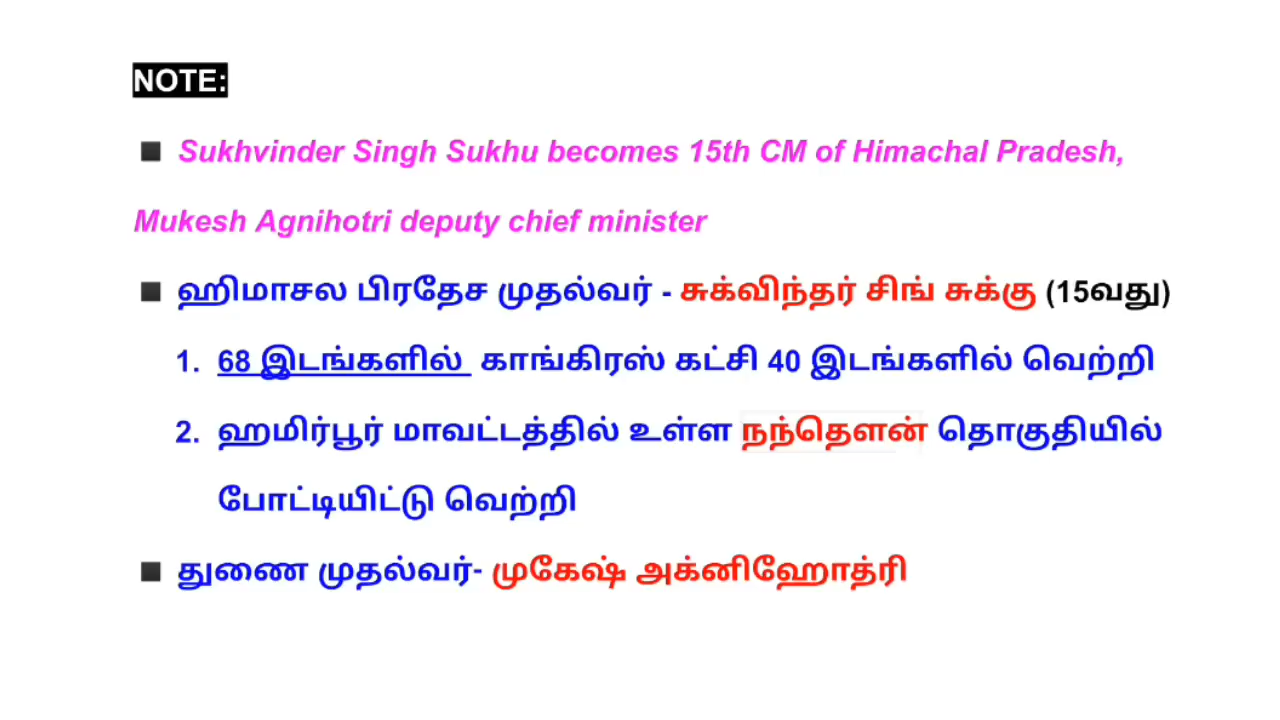 NOTE:
Sukhvinder Singh Sukhu becomes 15th CM of Himachal Pradesh,
Mukesh Agnihotri deputy chief minister
ஹிமாசல பிரதேச முதல்வர் - சுக்விந்தர் சிங் சுக்கு (15வது)
1. 68 இடங்களில் காங்கிரஸ் கட்சி 40 இடங்களில் வெற்றி
2. ஹமிர்பூர் மாவட்டத்தில் உள்ள நந்தௌன் தொகுதியில்
போட்டியிட்டு வெற்றி
துணை முதல்வர்- முகேஷ் அக்னிஹோத்ரி